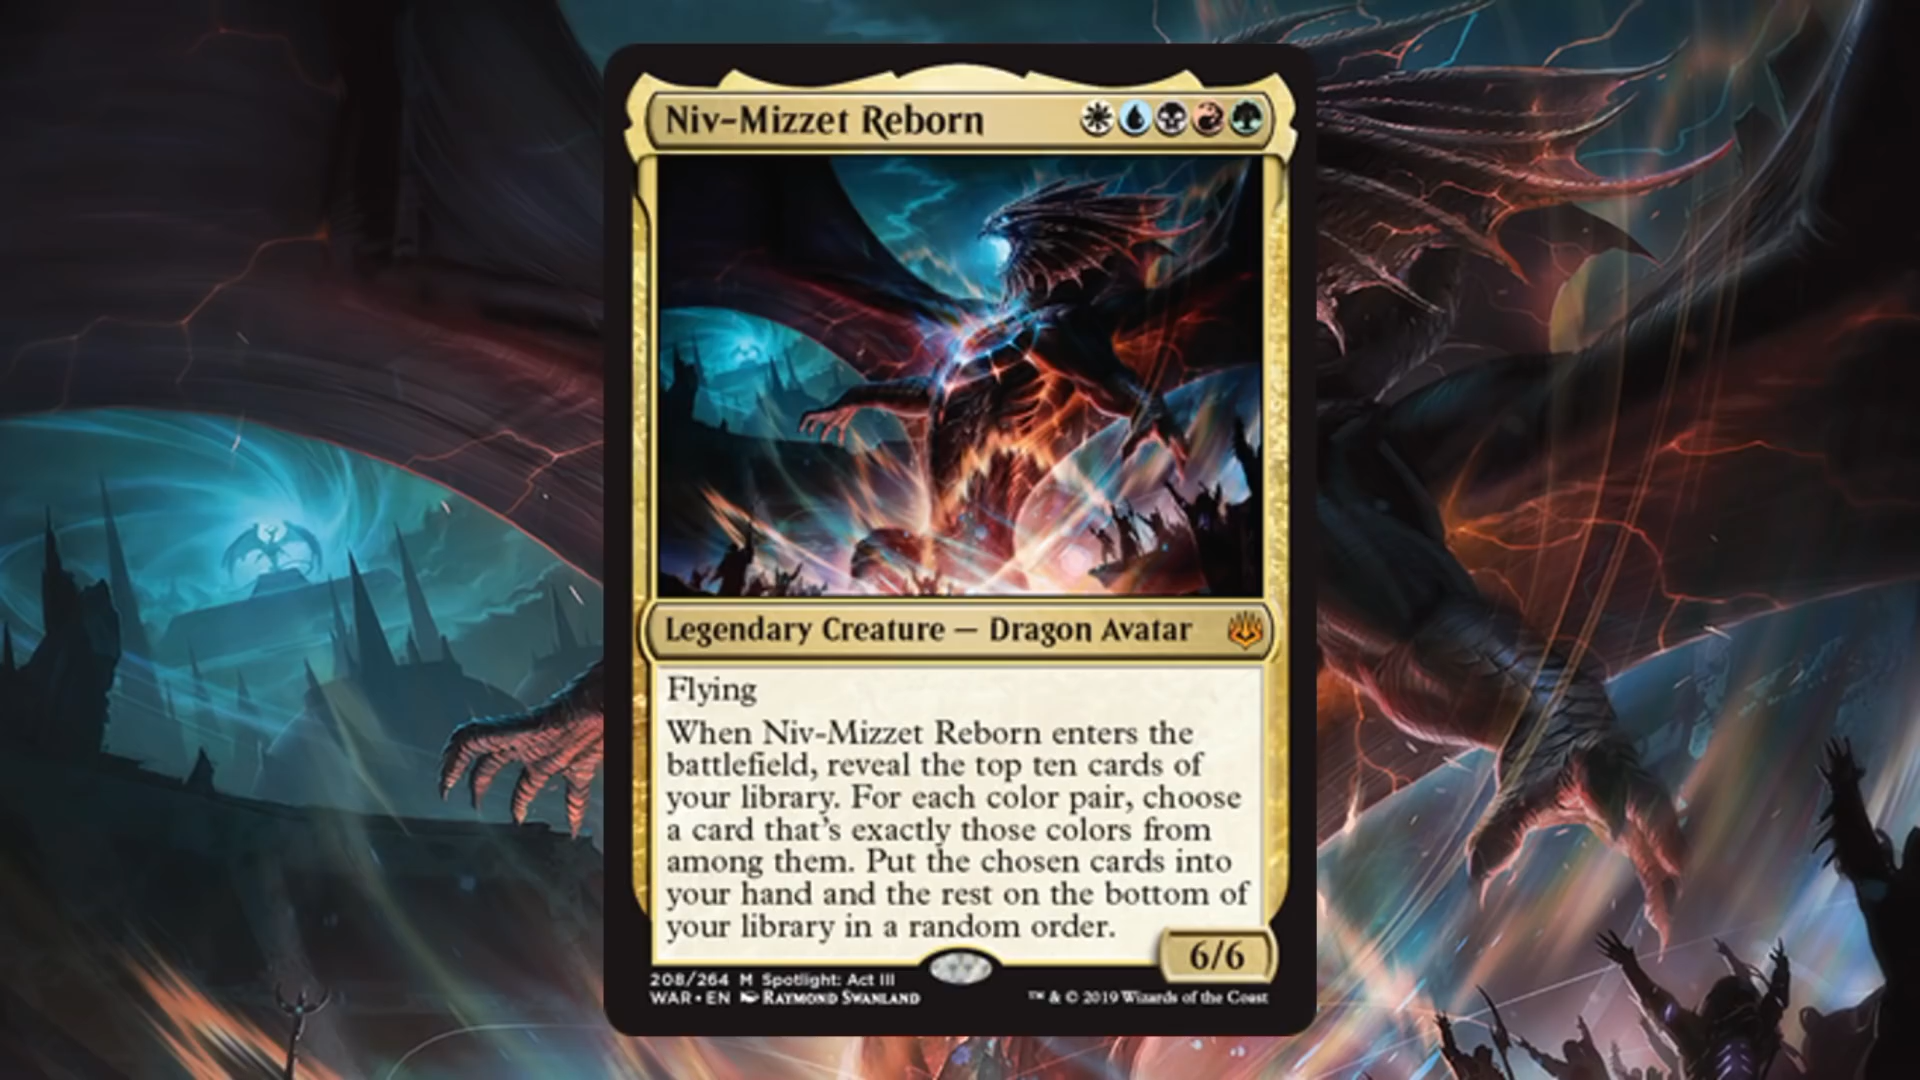 Niv-Mizzet Reborn
Legendary Creature — Dragon Avatar
Flying
When Niv-Mizzet Reborn enters the
battlefield, reveal the top ten cards of
your library. For each color pair, choose
a card that's exactly those colors from
among them. Put the chosen cards into
your hand and the rest on the bottom of
your library in a random order.
6/6
208/264 M Spotlight: Act III
WAR • EN Raymond Swanland
™ & © 2019 Wizards of the Coast